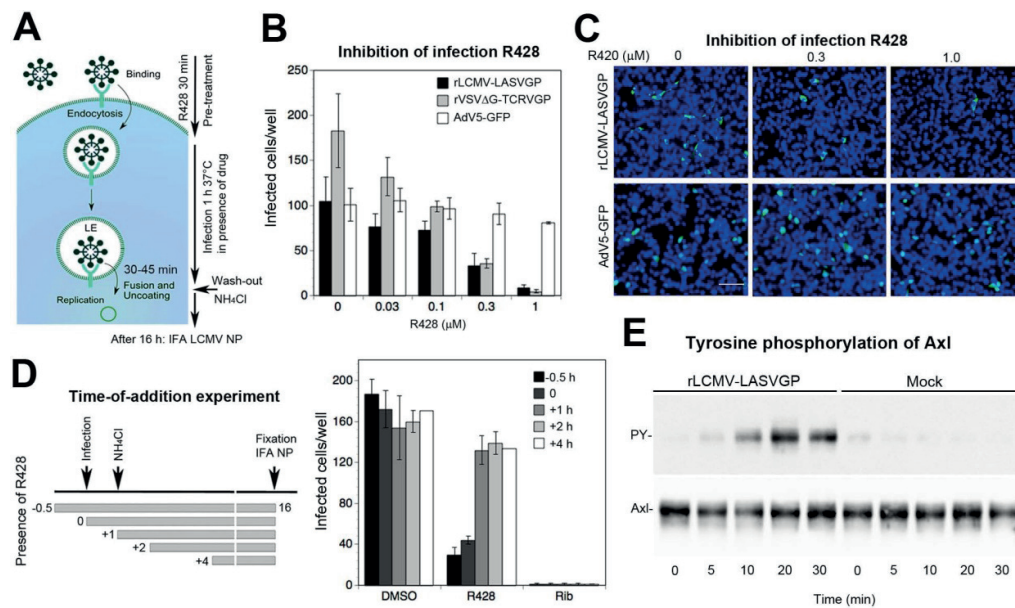 A
Binding
Endocytosis
LE
30-45 min
Fusion and
Uncoating
Replication
R428 30 min
Pre-treatment
Infection 1 h 37°C
in presence of drug
Wash-out
NH₄Cl
After 16 h: IFA LCMV NP
B
Inhibition of infection R428
Infected cells/well
250
200
150
100
50
0
rLCMV-LASVGP
rVSVΔG-TCRVGP
AdV5-GFP
0 0.03 0.1 0.3 1
R428 (µM)
C
Inhibition of infection R428
R420 (µM) 0 0.3 1.0
rLCMV-LASVGP
AdV5-GFP
D
Time-of-addition experiment
Presence of R428
Infection
NH₄Cl
Fixation
IFA NP
-0.5 16
0
+1
+2
+4
Infected cells/well
200
160
120
80
40
0
-0.5 h
0
+1 h
+2 h
+4 h
DMSO R428 Rib
E
Tyrosine phosphorylation of Axl
rLCMV-LASVGP Mock
PY-
Axl-
0 5 10 20 30 0 5 10 20 30
Time (min)